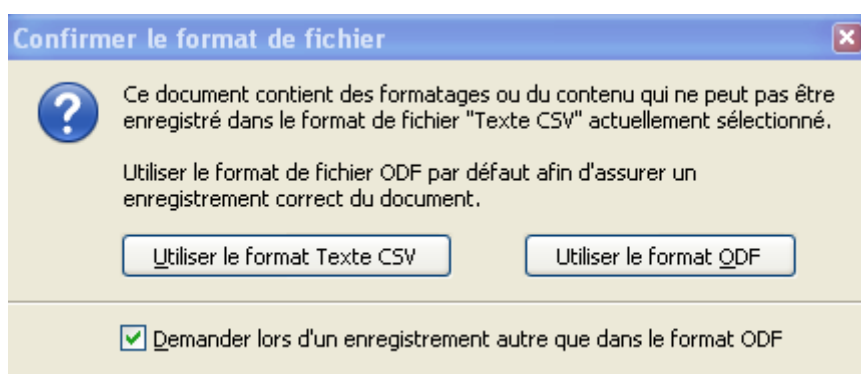 Confirmer le format de fichier
Ce document contient des formatages ou du contenu qui ne peut pas être
enregistré dans le format de fichier "Texte CSV" actuellement sélectionné.
Utiliser le format de fichier ODF par défaut afin d'assurer un
enregistrement correct du document.
Utiliser le format Texte CSV
Utiliser le format ODF
Demander lors d'un enregistrement autre que dans le format ODF